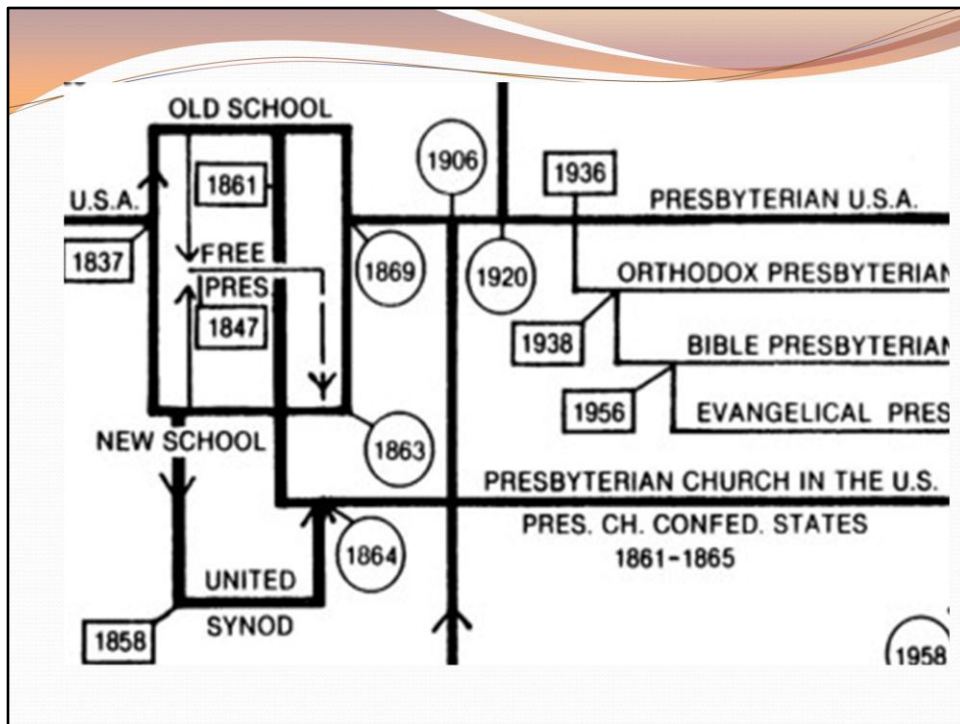 OLD SCHOOL
1906
1861
1936
U.S.A.
PRESBYTERIAN U.S.A.
1837
FREE
PRES.
1869
1920
ORTHODOX PRESBYTERIAN
1847
1938
BIBLE PRESBYTERIAN
1956
EVANGELICAL PRES
NEW SCHOOL
1863
PRESBYTERIAN CHURCH IN THE U.S.
PRES. CH. CONFED. STATES
1861-1865
1864
UNITED
SYNOD
1858
1958